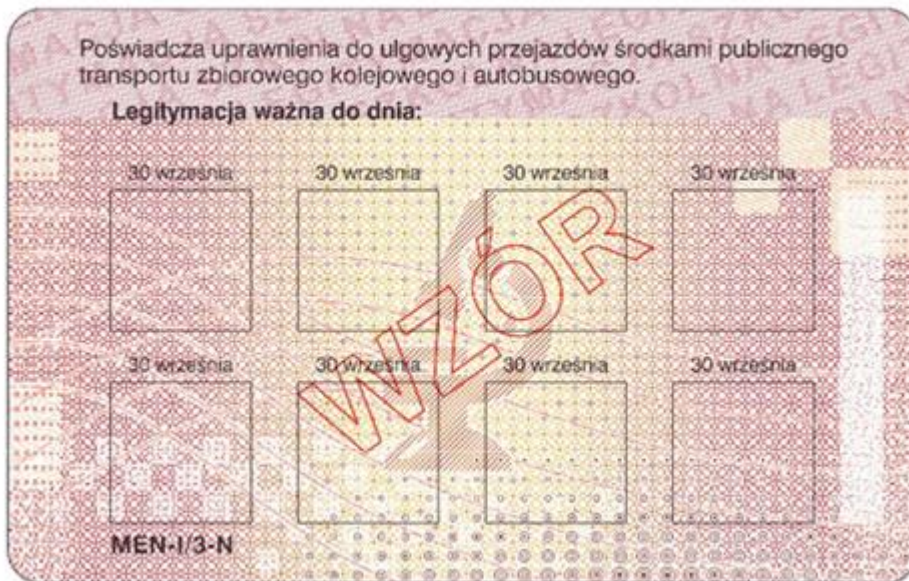 Poświadcza uprawnienia do ulgowych przejazdów środkami publicznego
transportu zbiorowego kolejowego i autobusowego.
Legitymacja ważna do dnia:
30 września 30 września 30 września 30 września
WZÓR
30 września 30 września 30 września 30 września
MEN-I/3-N